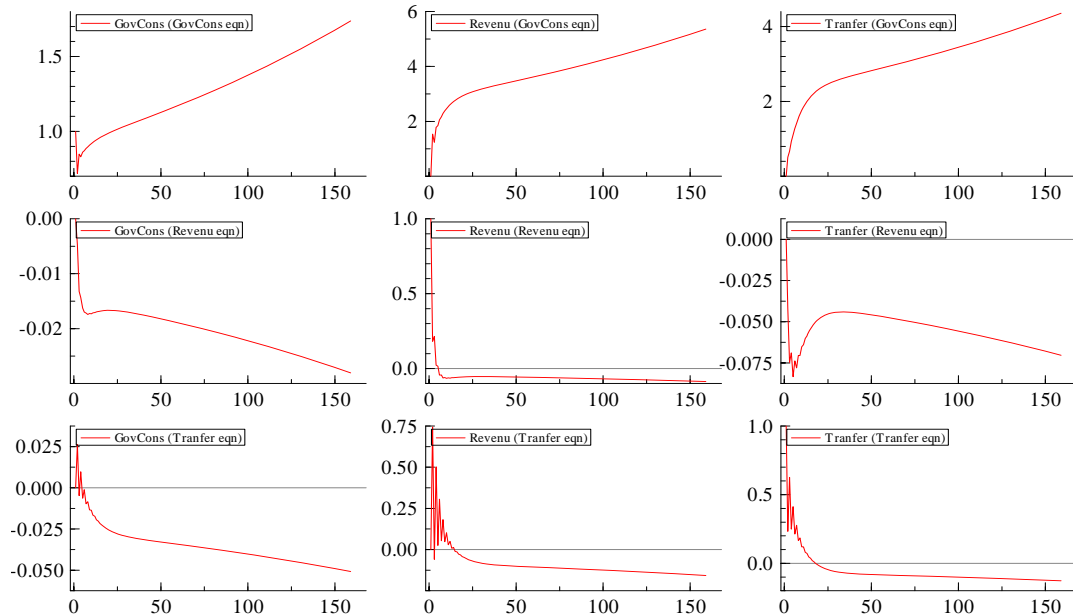 GovCons (GovCons eqn)
1.5
1.0
0 50 100 150
Revenu (GovCons eqn)
6
4
2
0 50 100 150
Tranfer (GovCons eqn)
4
2
0 50 100 150
GovCons (Revenu eqn)
0.00
-0.01
-0.02
0 50 100 150
Revenu (Revenu eqn)
1.0
0.5
0.0
0 50 100 150
Tranfer (Revenu eqn)
0.000
-0.025
-0.050
-0.075
0 50 100 150
GovCons (Tranfer eqn)
0.025
0.000
-0.025
-0.050
0 50 100 150
Revenu (Tranfer eqn)
0.75
0.50
0.25
0.00
0 50 100 150
Tranfer (Tranfer eqn)
1.0
0.5
0.0
0 50 100 150